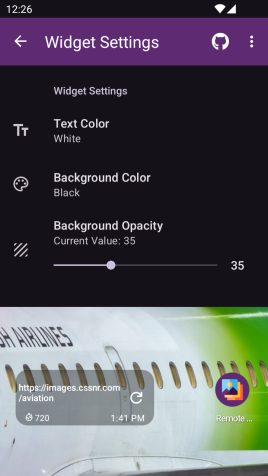 12:26
Widget Settings
Widget Settings
Text Color
White
Background Color
Black
Background Opacity
Current Value: 35
35
SH AIRLINES
https://images.cssnr.com
/aviation
720
1:41 PM
Remote ...